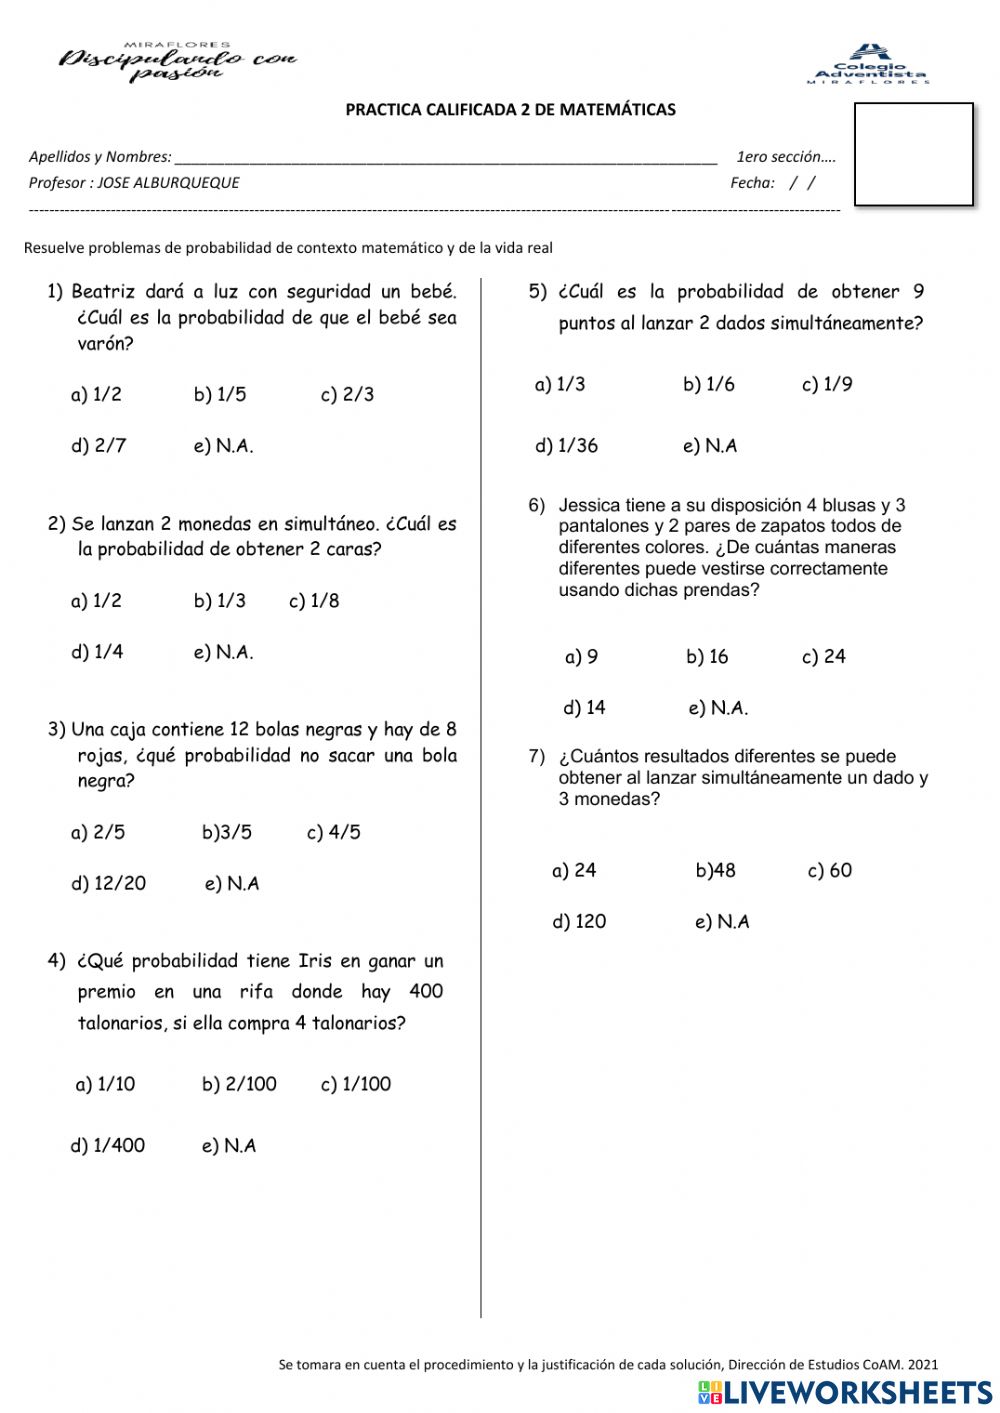 MIRAFLORES
Discipulando con
pasión
Colegio
Adventista
MIRAFLORES
PRACTICA CALIFICADA 2 DE MATEMÁTICAS
Apellidos y Nombres: ___________________________________________________________________ 1ero sección....
Profesor : JOSE ALBURQUEQUE Fecha: / /
Resuelve problemas de probabilidad de contexto matemático y de la vida real
1) Beatriz dará a luz con seguridad un bebé.
¿Cuál es la probabilidad de que el bebé sea
varón?
a) 1/2 b) 1/5 c) 2/3
d) 2/7 e) N.A.
2) Se lanzan 2 monedas en simultáneo. ¿Cuál es
la probabilidad de obtener 2 caras?
a) 1/2 b) 1/3 c) 1/8
d) 1/4 e) N.A.
3) Una caja contiene 12 bolas negras y hay de 8
rojas, ¿qué probabilidad no sacar una bola
negra?
a) 2/5 b)3/5 c) 4/5
d) 12/20 e) N.A
4) ¿Qué probabilidad tiene Iris en ganar un
premio en una rifa donde hay 400
talonarios, si ella compra 4 talonarios?
a) 1/10 b) 2/100 c) 1/100
d) 1/400 e) N.A
5) ¿Cuál es la probabilidad de obtener 9
puntos al lanzar 2 dados simultáneamente?
a) 1/3 b) 1/6 c) 1/9
d) 1/36 e) N.A
6) Jessica tiene a su disposición 4 blusas y 3
pantalones y 2 pares de zapatos todos de
diferentes colores. ¿De cuántas maneras
diferentes puede vestirse correctamente
usando dichas prendas?
a) 9 b) 16 c) 24
d) 14 e) N.A.
7) ¿Cuántos resultados diferentes se puede
obtener al lanzar simultáneamente un dado y
3 monedas?
a) 24 b)48 c) 60
d) 120 e) N.A
Se tomara en cuenta el procedimiento y la justificación de cada solución, Dirección de Estudios CoAM. 2021
LIVEWORKSHEETS